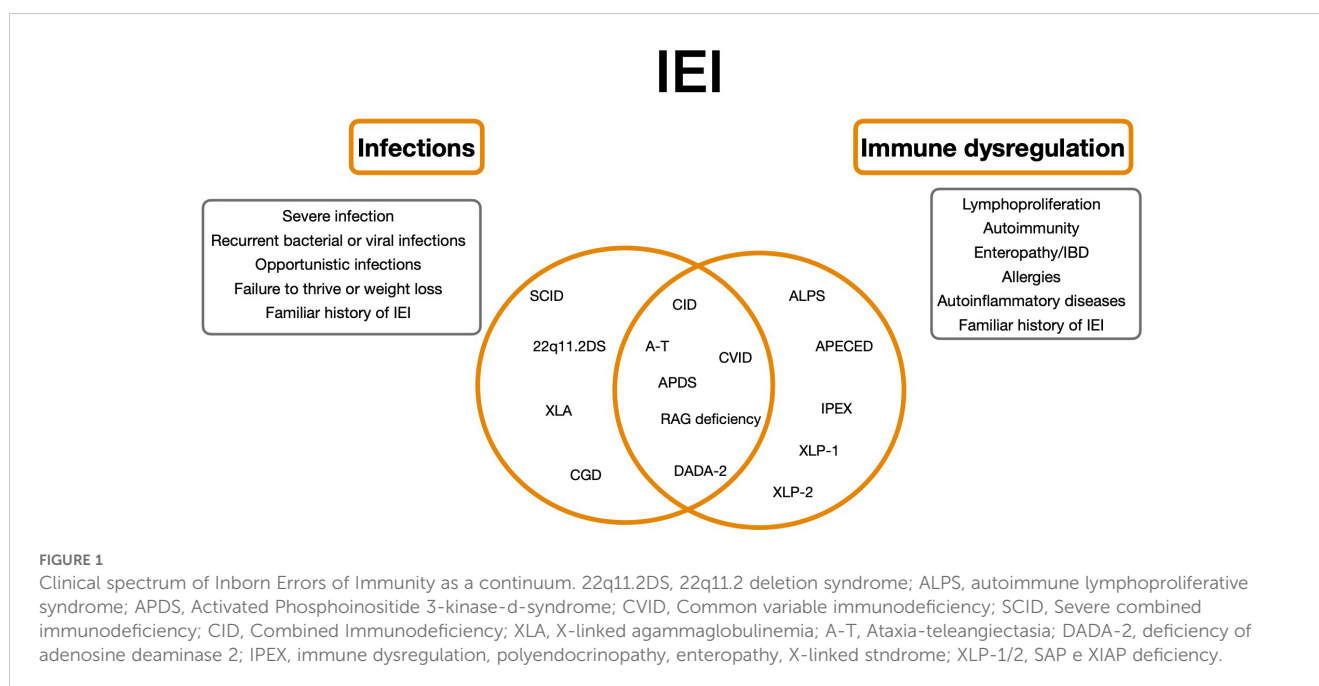 IEI
Infections
Immune dysregulation
Severe infection
Recurrent bacterial or viral infections
Opportunistic infections
Failure to thrive or weight loss
Familiar history of IEI
Lymphoproliferation
Autoimmunity
Enteropathy/IBD
Allergies
Autoinflammatory diseases
Familiar history of IEI
SCID
22q11.2DS
XLA
CGD
CID
A-T
CVID
APDS
RAG deficiency
DADA-2
ALPS
APECED
IPEX
XLP-1
XLP-2
FIGURE 1
Clinical spectrum of Inborn Errors of Immunity as a continuum. 22q11.2DS, 22q11.2 deletion syndrome; ALPS, autoimmune lymphoproliferative
syndrome; APDS, Activated Phosphoinositide 3-kinase-d-syndrome; CVID, Common variable immunodeficiency; SCID, Severe combined
immunodeficiency; CID, Combined Immunodeficiency; XLA, X-linked agammaglobulinemia; A-T, Ataxia-teleangiectasia; DADA-2, deficiency of
adenosine deaminase 2; IPEX, immune dysregulation, polyendocrinopathy, enteropathy, X-linked stndrome; XLP-1/2, SAP e XIAP deficiency.